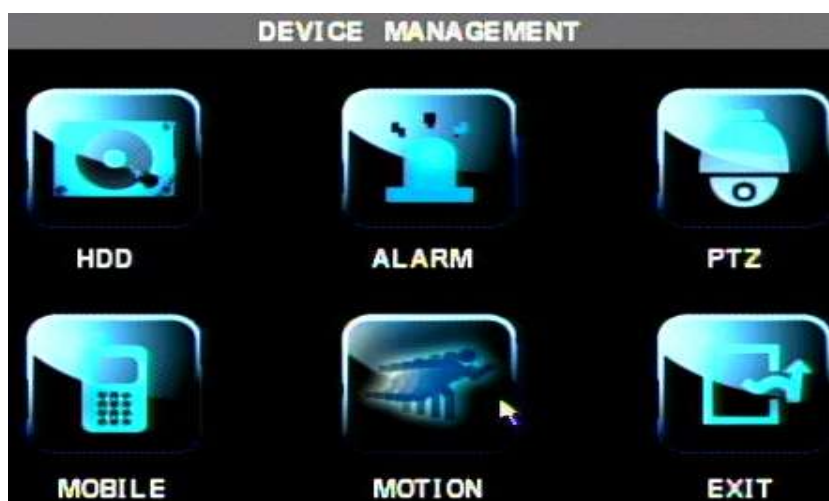 DEVICE MANAGEMENT
HDD ALARM PTZ
MOBILE MOTION EXIT